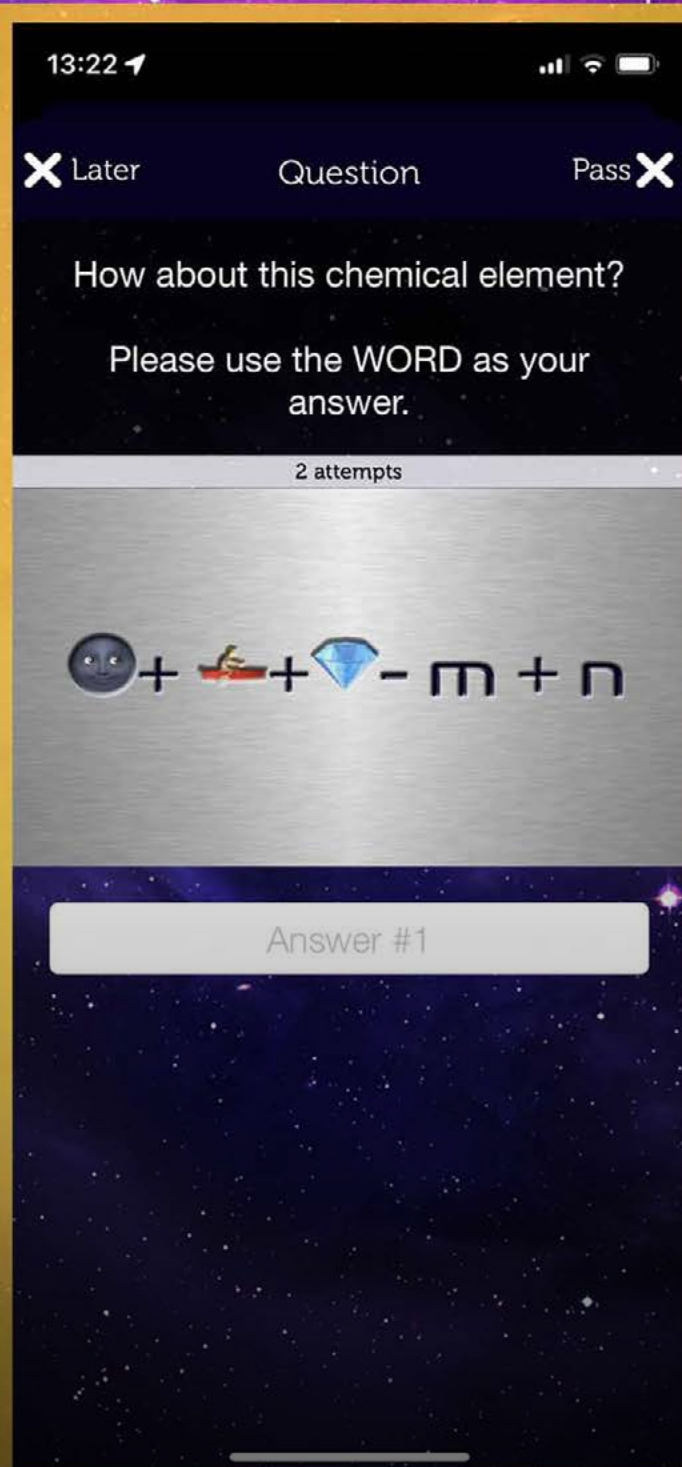 13:22
Later Question Pass
How about this chemical element?
Please use the WORD as your
answer.
2 attempts
+ + - m + n
Answer #1